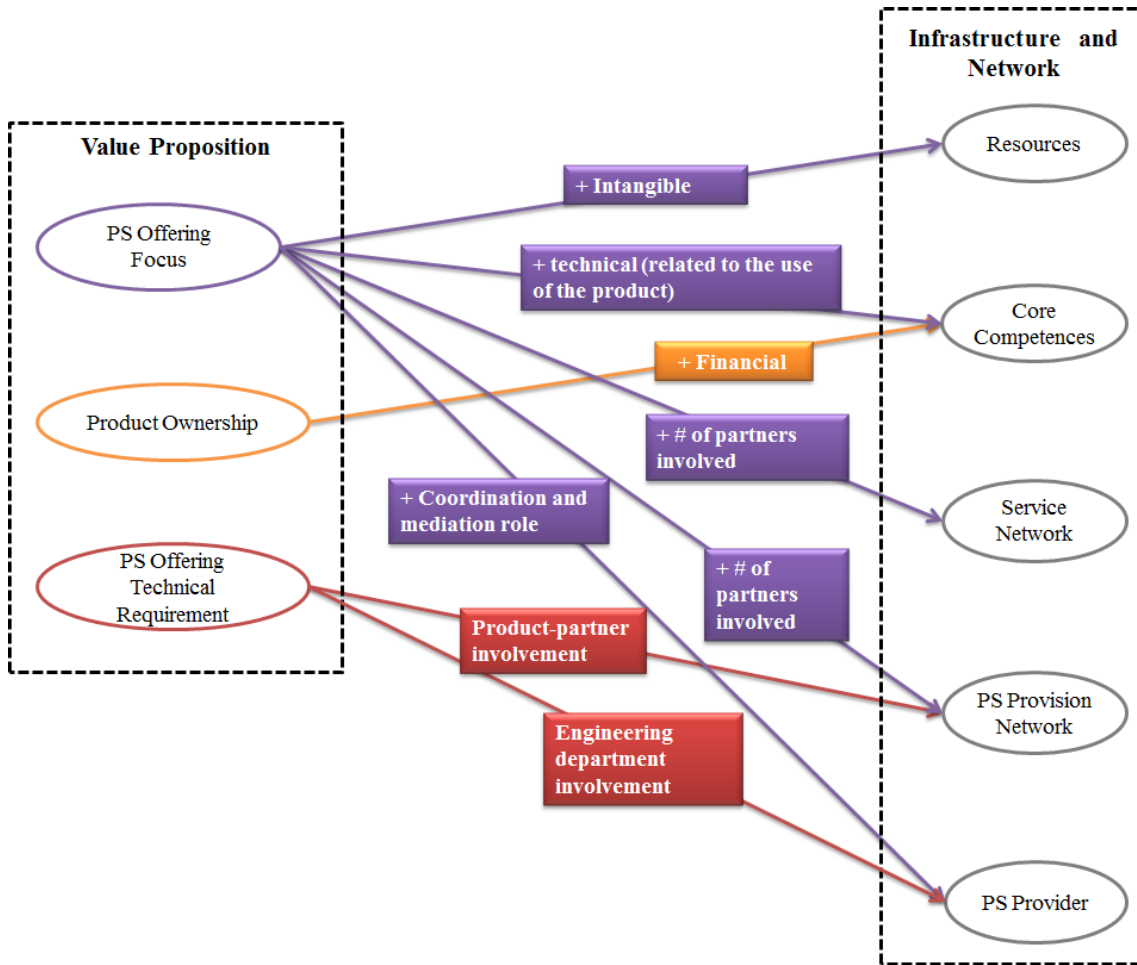 Value Proposition
PS Offering
Focus
Product Ownership
PS Offering
Technical
Requirement
+ Intangible
+ technical (related to the use
of the product)
+ Financial
+ # of partners
involved
+ Coordination and
mediation role
+ # of
partners
involved
Product-partner
involvement
Engineering
department
involvement
Infrastructure and
Network
Resources
Core
Competences
Service
Network
PS Provision
Network
PS Provider